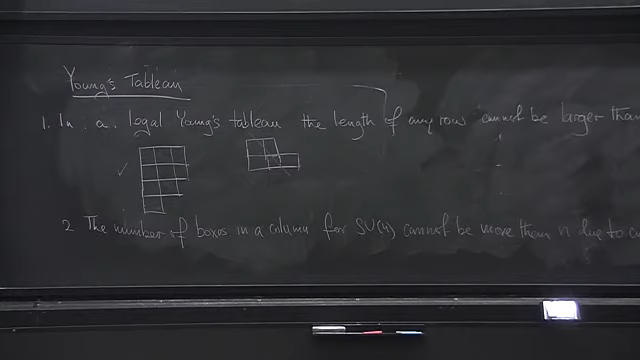 Young's Tableau
1. In a legal Young's tableau the length of any row cannot be larger than
2 The number of boxes in a column for SU(n) cannot be more than n due to